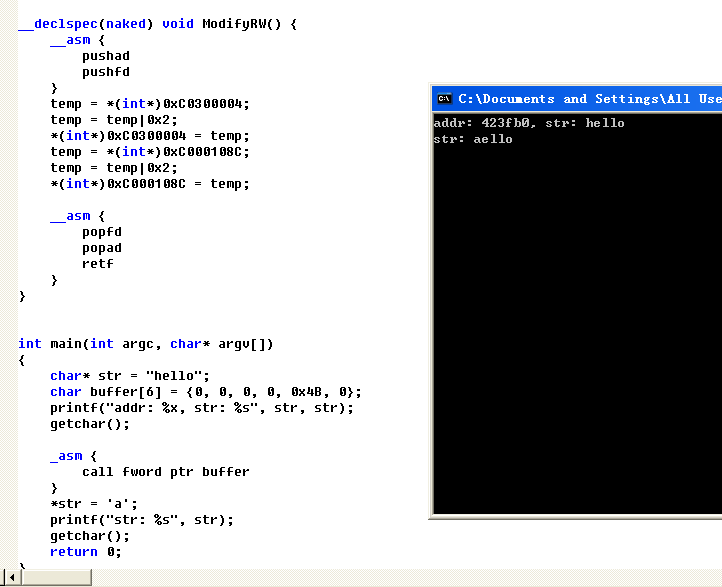 __declspec(naked) void ModifyRW() {
    __asm {
        pushad
        pushfd
    }
    temp = *(int*)0xC0300004;
    temp = temp|0x2;
    *(int*)0xC0300004 = temp;
    temp = *(int*)0xC000108C;
    temp = temp|0x2;
    *(int*)0xC000108C = temp;
    __asm {
        popfd
        popad
        retf
    }
}
int main(int argc, char* argv[])
{
    char* str = "hello";
    char buffer[6] = {0, 0, 0, 0, 0x4B, 0};
    printf("addr: %x, str: %s", str, str);
    getchar();
    _asm {
        call fword ptr buffer
    }
    *str = 'a';
    printf("str: %s", str);
    getchar();
    return 0;
}
C:\ C:\Documents and Settings\All Use
addr: 423fb0, str: hello
str: aello